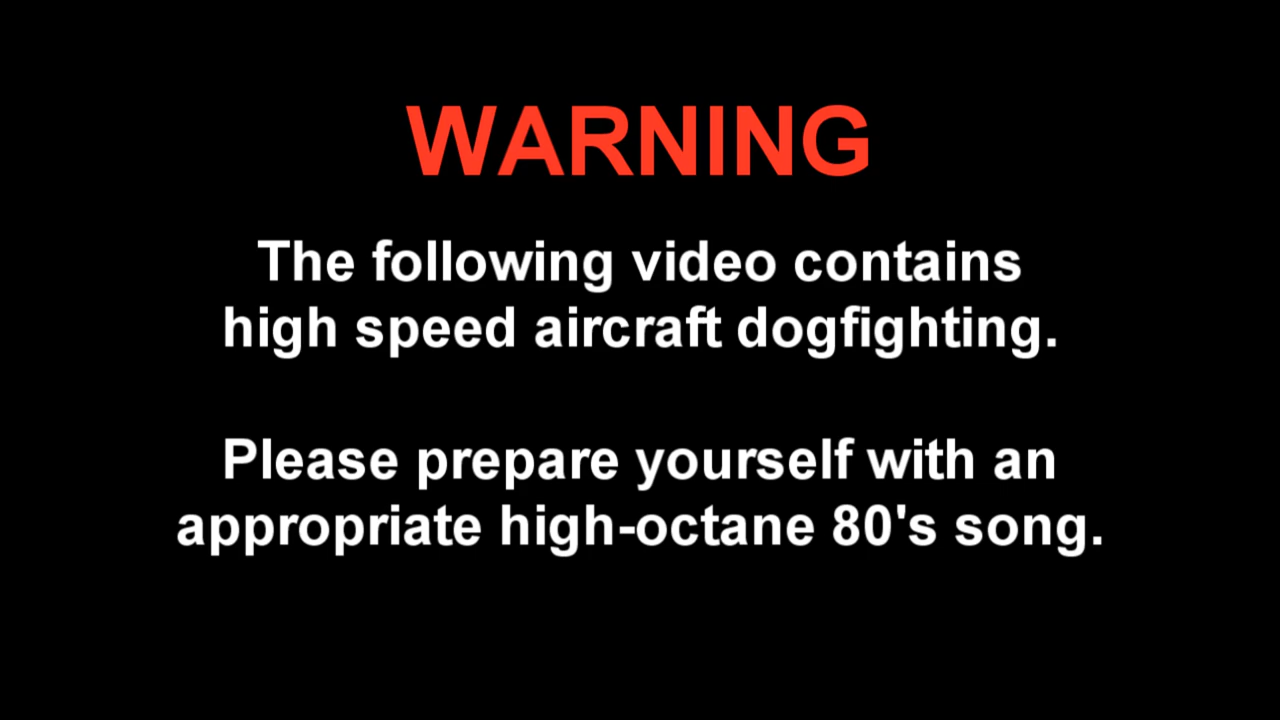 WARNING
The following video contains
high speed aircraft dogfighting.
Please prepare yourself with an
appropriate high-octane 80's song.